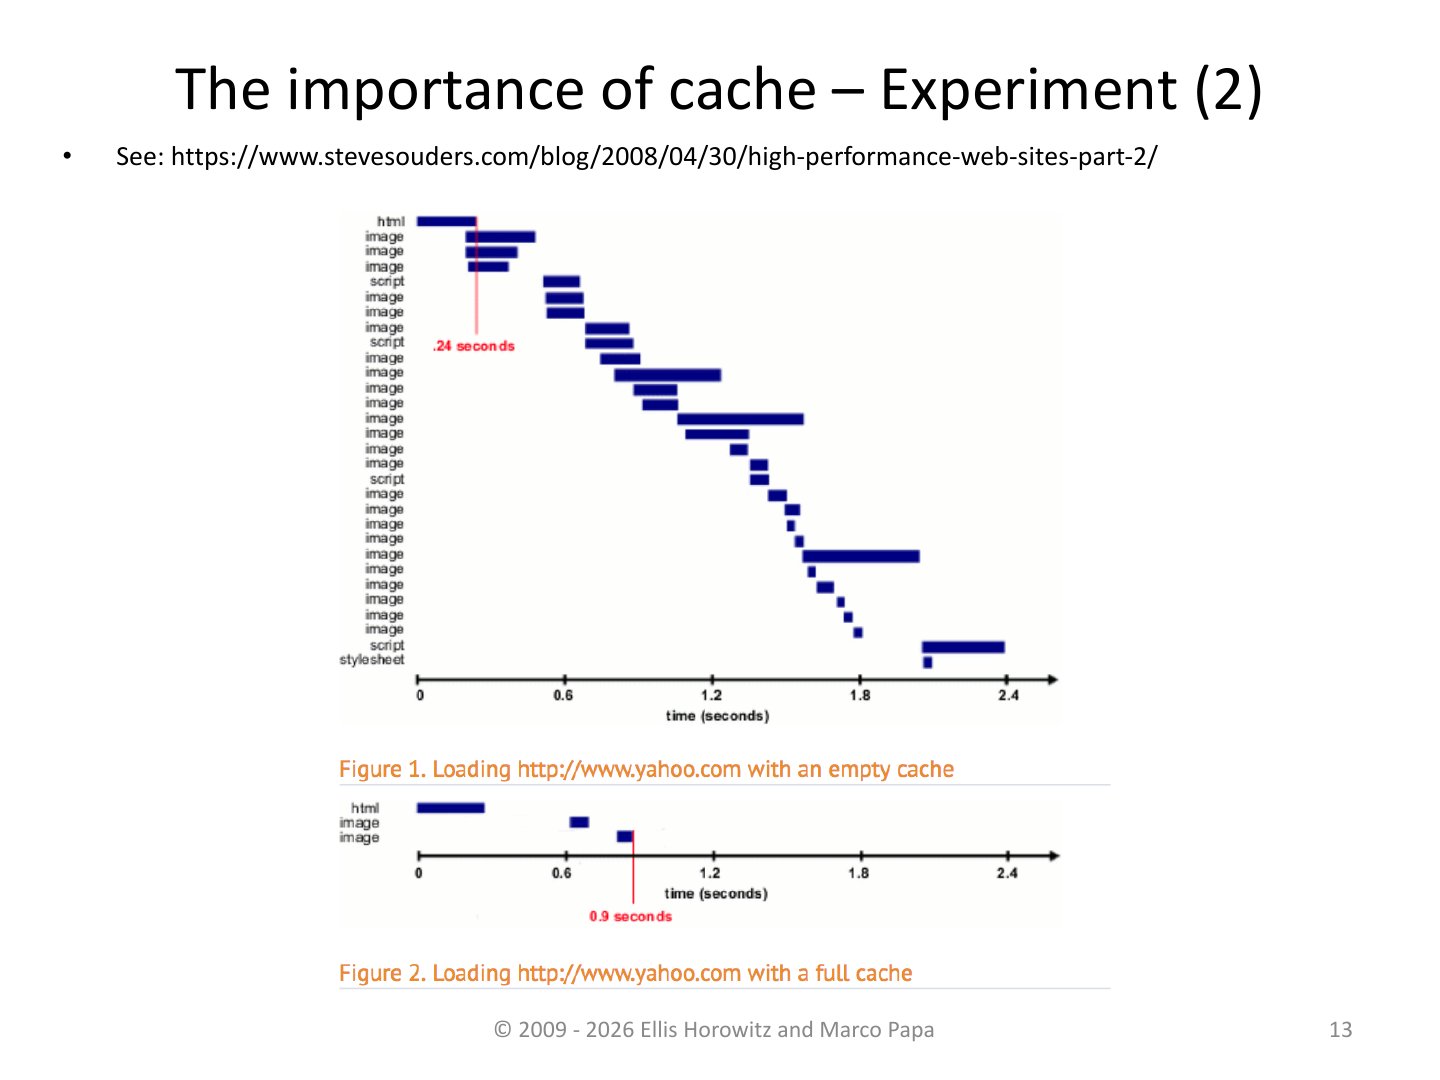 The importance of cache – Experiment (2)
• See: https://www.stevesouders.com/blog/2008/04/30/high-performance-web-sites-part-2/
html
image
image
image
script
image
image
image
script
.24 seconds
image
image
image
image
image
image
image
image
script
image
image
image
image
image
image
image
image
image
image
script
stylesheet
0 0.6 1.2 1.8 2.4
time (seconds)
Figure 1. Loading http://www.yahoo.com with an empty cache
html
image
image
0 0.6 1.2 1.8 2.4
time (seconds)
0.9 seconds
Figure 2. Loading http://www.yahoo.com with a full cache
© 2009 - 2026 Ellis Horowitz and Marco Papa 13